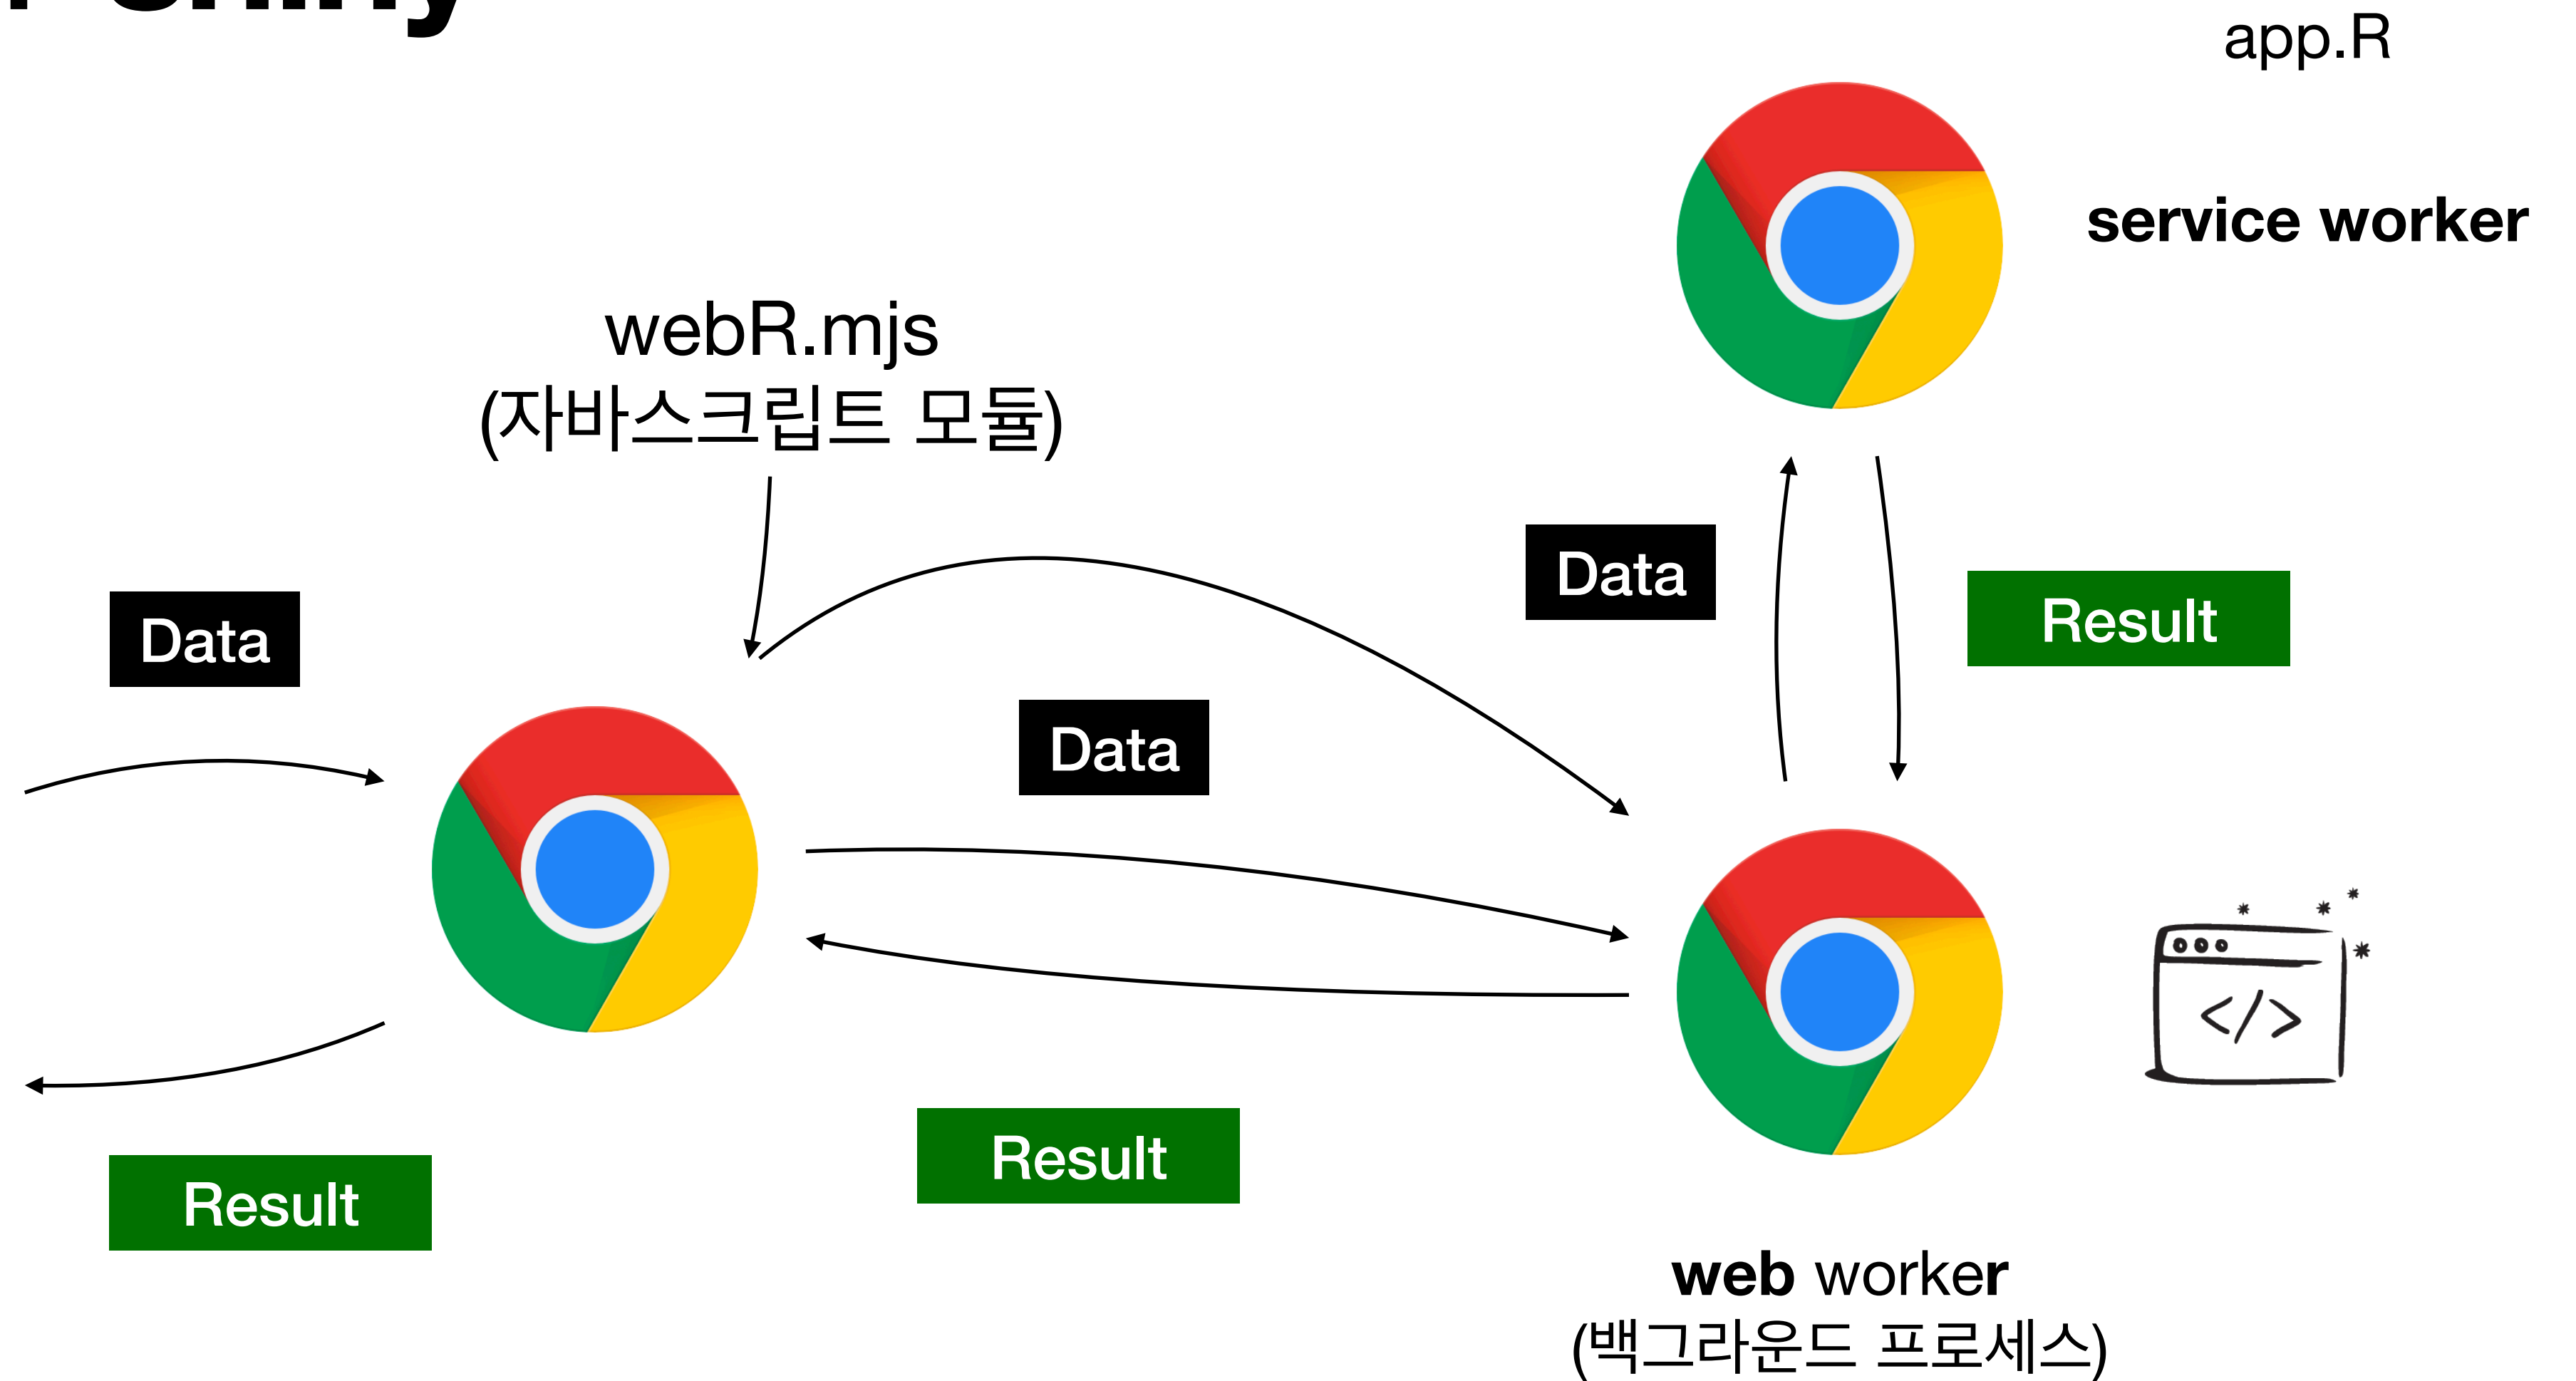 app.R
service worker
webR.mjs
(자바스크립트 모듈)
Data
Result
Data
Data
Result
Result
</>
web worker
(백그라운드 프로세스)